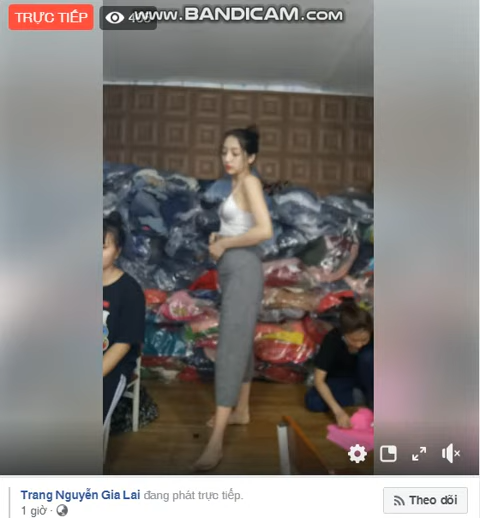 TRỰC TIẾP
www.BANDICAM.COM
Trang Nguyễn Gia Lai đang phát trực tiếp.
1 giờ ·
Theo dõi